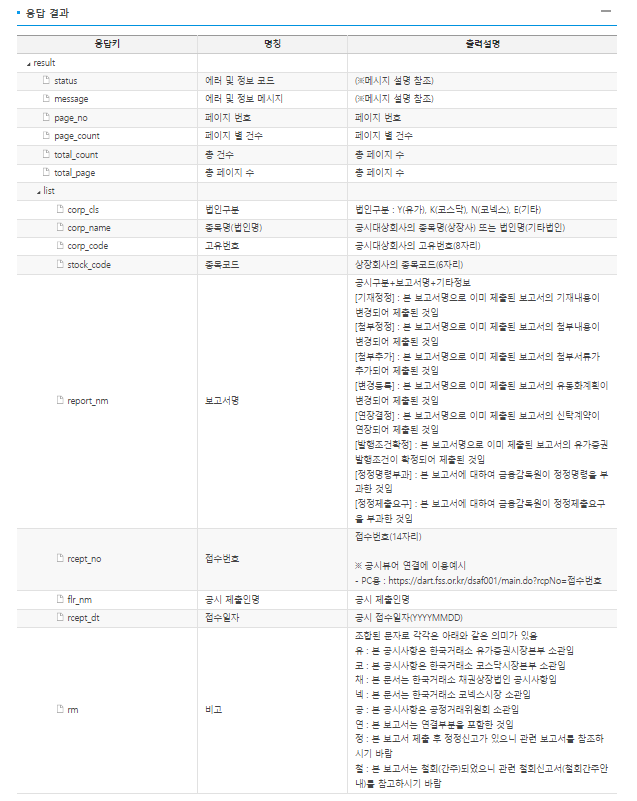 응답 결과
응답키 명칭 출력설명
result
status 에러 및 정보 코드 (※메시지 설명 참조)
message 에러 및 정보 메시지 (※메시지 설명 참조)
page_no 페이지 번호 페이지 번호
page_count 페이지 별 건수 페이지 별 건수
total_count 총 건수 총 페이지 수
total_page 총 페이지 수 총 페이지 수
list
corp_cls 법인구분 법인구분 : Y(유가), K(코스닥), N(코넥스), E(기타)
corp_name 종목명(법인명) 공시대상회사의 종목명(상장사) 또는 법인명(기타법인)
corp_code 고유번호 공시대상회사의 고유번호(8자리)
stock_code 종목코드 상장회사의 종목코드(6자리)
report_nm 보고서명
공시구분+보고서명+기타정보
[기재정정] : 본 보고서명으로 이미 제출된 보고서의 기재내용이
변경되어 제출된 것임
[첨부정정] : 본 보고서명으로 이미 제출된 보고서의 첨부내용이
변경되어 제출된 것임
[첨부추가] : 본 보고서명으로 이미 제출된 보고서의 첨부서류가
추가되어 제출된 것임
[변경등록] : 본 보고서명으로 이미 제출된 보고서의 유동화계획이
변경되어 제출된 것임
[연장결정] : 본 보고서명으로 이미 제출된 보고서의 신탁계약이
연장되어 제출된 것임
[발행조건확정] : 본 보고서명으로 이미 제출된 보고서의 유가증권
발행조건이 확정되어 제출된 것임
[정정명령부과] : 본 보고서에 대하여 금융감독원이 정정명령을 부
과한 것임
[정정제출요구] : 본 보고서에 대하여 금융감독원이 정정제출요구
을 부과한 것임
rcept_no 접수번호
접수번호(14자리)
※ 공시뷰어 연결에 이용예시
- PC용 : https://dart.fss.or.kr/dsaf001/main.do?rcpNo=접수번호
flr_nm 공시 제출인명 공시 제출인명
rcept_dt 접수일자 공시 접수일자(YYYYMMDD)
rm 비고
조합된 문자로 각각은 아래와 같은 의미가 있음
유 : 본 공시사항은 한국거래소 유가증권시장본부 소관임
코 : 본 공시사항은 한국거래소 코스닥시장본부 소관임
채 : 본 문서는 한국거래소 채권상장법인 공시사항임
넥 : 본 문서는 한국거래소 코넥스시장 소관임
공 : 본 공시사항은 공정거래위원회 소관임
연 : 본 보고서는 연결부분을 포함한 것임
정 : 본 보고서 제출 후 정정신고가 있으니 관련 보고서를 참조하
시기 바람
철 : 본 보고서는 철회(간주)되었으니 관련 철회신고서(철회간주안
내)를 참고하시기 바람